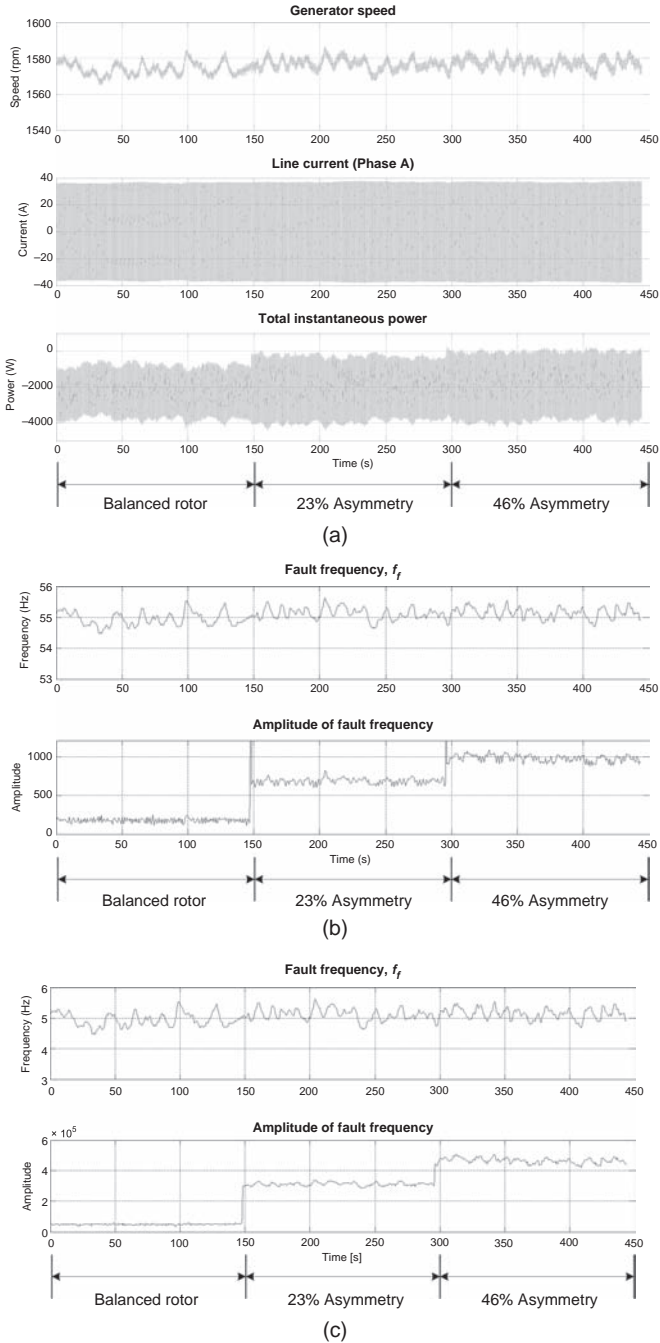 Generator speed
Speed (rpm)
1600
1580
1560
1540
0 50 100 150 200 250 300 350 400 450
Line current (Phase A)
Current (A)
40
20
0
−20
−40
0 50 100 150 200 250 300 350 400 450
Total instantaneous power
Power (W)
0
−2000
−4000
0 50 100 150 200 250 300 350 400 450
Time (s)
Balanced rotor 23% Asymmetry 46% Asymmetry
(a)
Fault frequency, f_f
Frequency (Hz)
56
55
54
53
0 50 100 150 200 250 300 350 400 450
Amplitude of fault frequency
Amplitude
1000
500
0
0 50 100 150 200 250 300 350 400 450
Time (s)
Balanced rotor 23% Asymmetry 46% Asymmetry
(b)
Fault frequency, f_f
Frequency (Hz)
6
5
4
3
0 50 100 150 200 250 300 350 400 450
× 10⁵
Amplitude of fault frequency
Amplitude
6
4
2
0
0 50 100 150 200 250 300 350 400 450
Time [s]
Balanced rotor 23% Asymmetry 46% Asymmetry
(c)